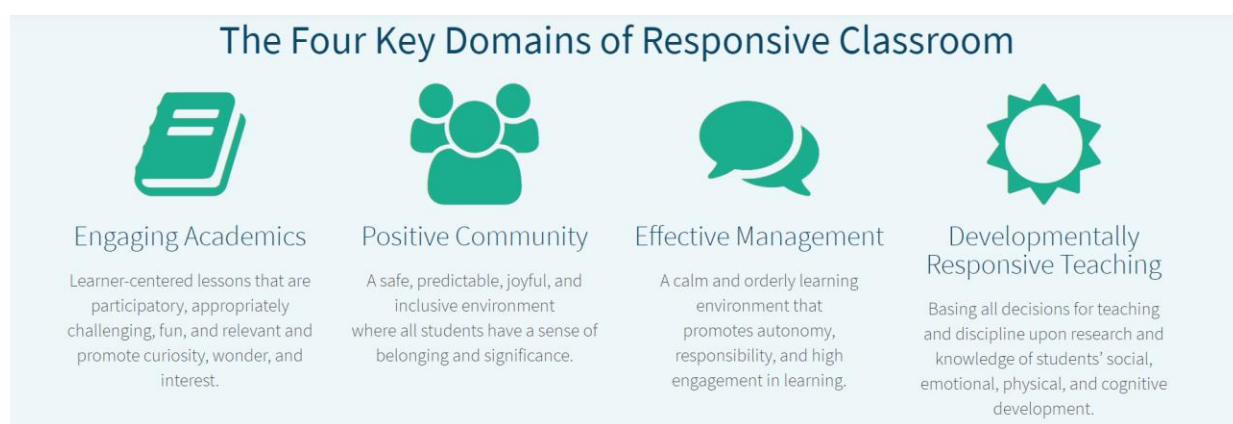 The Four Key Domains of Responsive Classroom
Engaging Academics
Learner-centered lessons that are
participatory, appropriately
challenging, fun, and relevant and
promote curiosity, wonder, and
interest.
Positive Community
A safe, predictable, joyful, and
inclusive environment
where all students have a sense of
belonging and significance.
Effective Management
A calm and orderly learning
environment that
promotes autonomy,
responsibility, and high
engagement in learning.
Developmentally
Responsive Teaching
Basing all decisions for teaching
and discipline upon research and
knowledge of students’ social,
emotional, physical, and cognitive
development.